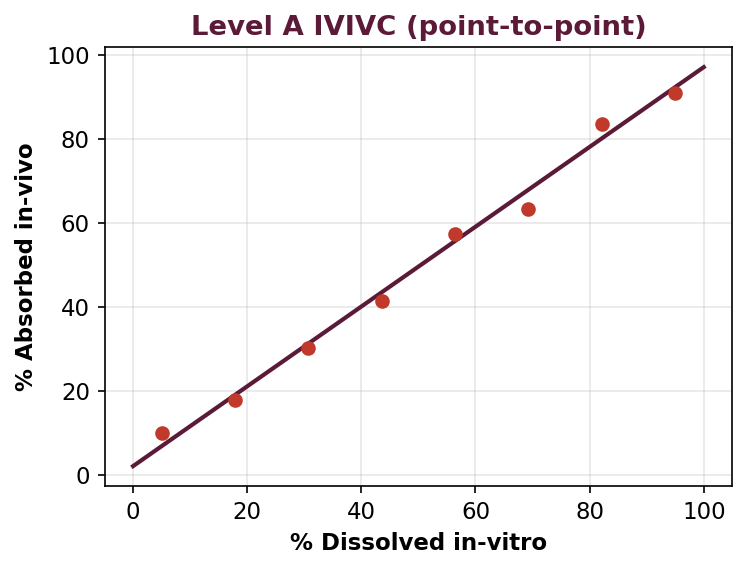 Level A IVIVC (point-to-point)
100
80
60
40
20
0
% Absorbed in-vivo
0 20 40 60 80 100
% Dissolved in-vitro